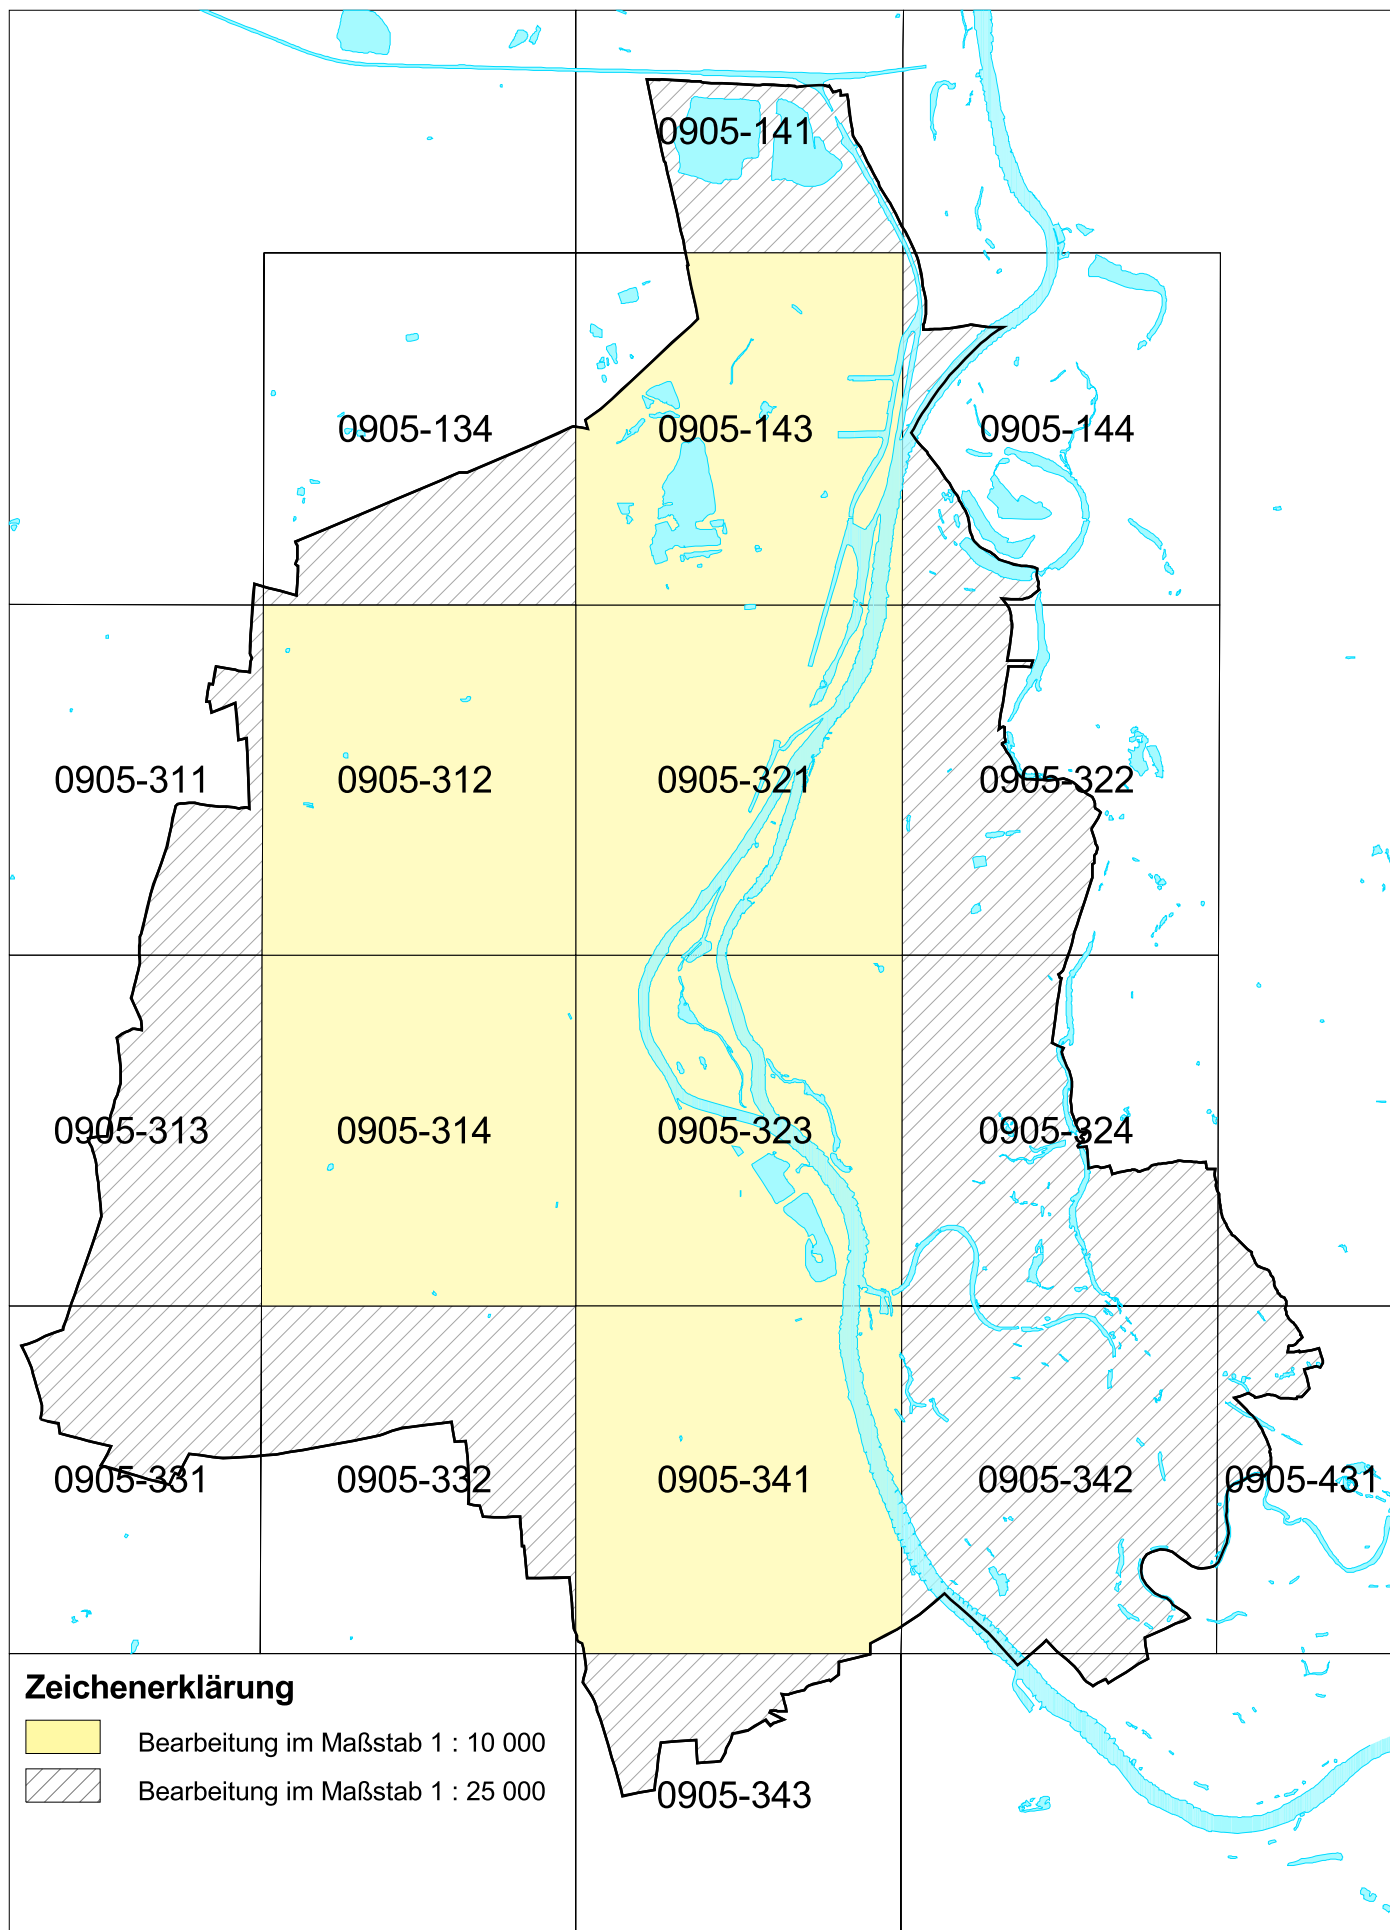 0905-141
0905-134 0905-143 0905-144
0905-311 0905-312 0905-321 0905-322
0905-313 0905-314 0905-323 0905-324
0905-331 0905-332 0905-341 0905-342 0905-431
Zeichenerklärung
Bearbeitung im Maßstab 1 : 10 000
Bearbeitung im Maßstab 1 : 25 000
0905-343